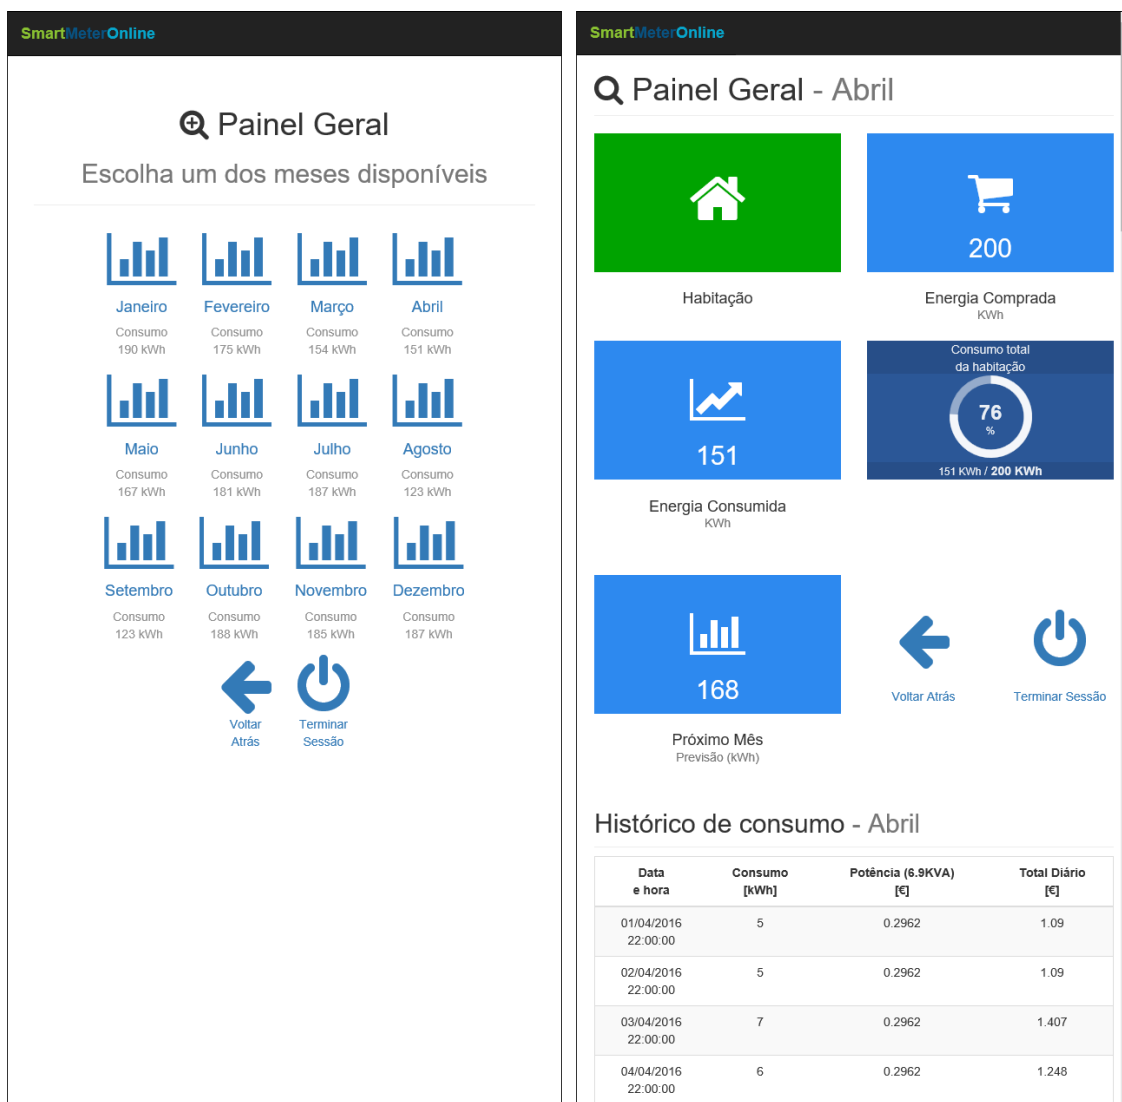 SmartMeterOnline
Painel Geral
Escolha um dos meses disponíveis
Janeiro Fevereiro Março Abril
Consumo Consumo Consumo Consumo
190 kWh 175 kWh 154 kWh 151 kWh
Maio Junho Julho Agosto
Consumo Consumo Consumo Consumo
167 kWh 181 kWh 187 kWh 123 kWh
Setembro Outubro Novembro Dezembro
Consumo Consumo Consumo Consumo
123 kWh 188 kWh 185 kWh 187 kWh
Voltar Terminar
Atrás Sessão
SmartMeterOnline
Painel Geral - Abril
200
Habitação Energia Comprada
KWh
Consumo total
da habitação
76
%
151 KWh / 200 KWh
151
Energia Consumida
KWh
168
Voltar Atrás Terminar Sessão
Próximo Mês
Previsão (kWh)
Histórico de consumo - Abril
Data Consumo Potência (6.9KVA) Total Diário
e hora [kWh] [€] [€]
01/04/2016 5 0.2962 1.09
22:00:00
02/04/2016 5 0.2962 1.09
22:00:00
03/04/2016 7 0.2962 1.407
22:00:00
04/04/2016 6 0.2962 1.248
22:00:00